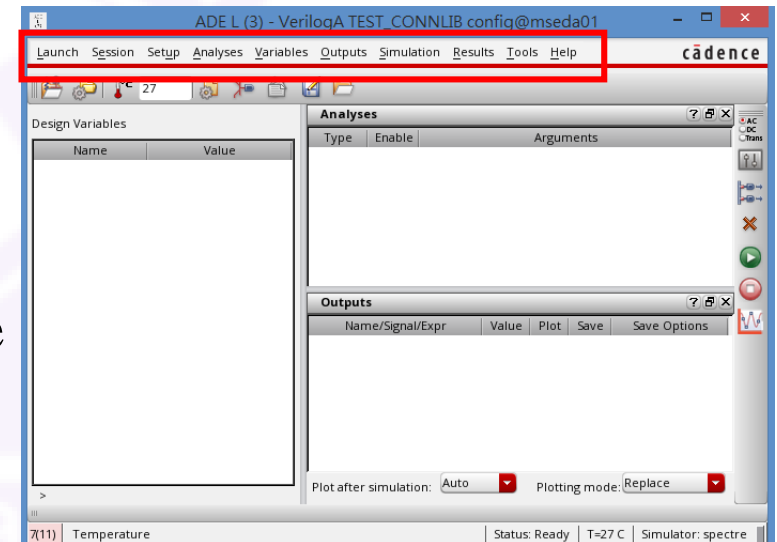 ADE L (3) - VerilogA TEST_CONNLIB config@mseda01
Launch Session Setup Analyses Variables Outputs Simulation Results Tools Help
cādence
°C 27
Design Variables
Name Value
>
Analyses
Type Enable Arguments
AC
DC
Trans
Outputs
Name/Signal/Expr Value Plot Save Save Options
Plot after simulation: Auto Plotting mode: Replace
7(11) Temperature Status: Ready T=27 C Simulator: spectre
e